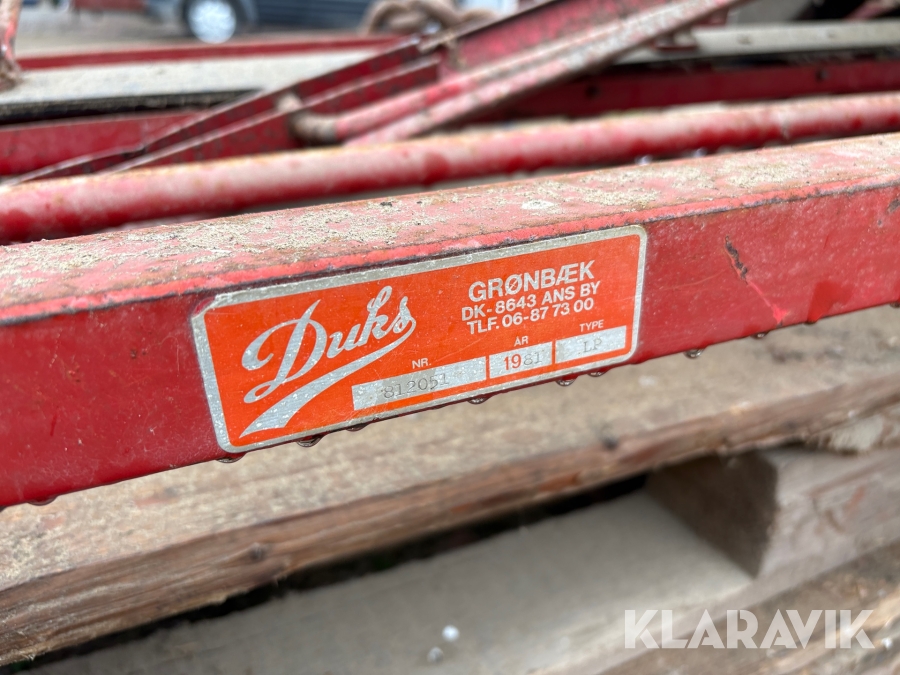 Duks
GRØNBÆK
DK-8643 ANS BY
TLF. 06-87 73 00
NR. ÅR TYPE
812051 1981 LP
KLARAVIK